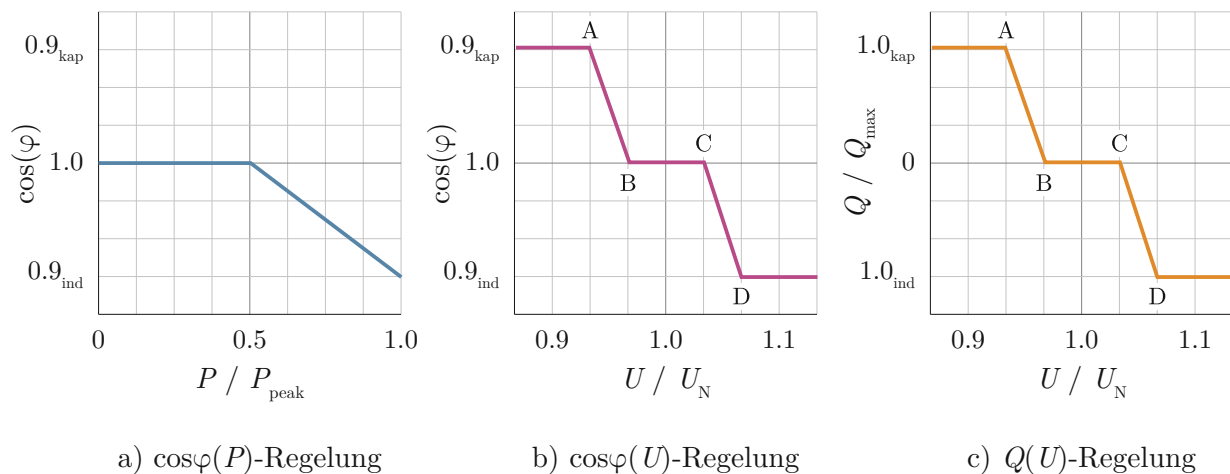 0.9kap
1.0
0.9ind
cos(φ)
0
0.5
1.0
P / Ppeak
a) cosφ(P)-Regelung
0.9kap
1.0
0.9ind
cos(φ)
A
B
C
D
0.9
1.0
1.1
U / UN
b) cosφ(U)-Regelung
1.0kap
0
1.0ind
Q / Qmax
A
B
C
D
0.9
1.0
1.1
U / UN
c) Q(U)-Regelung